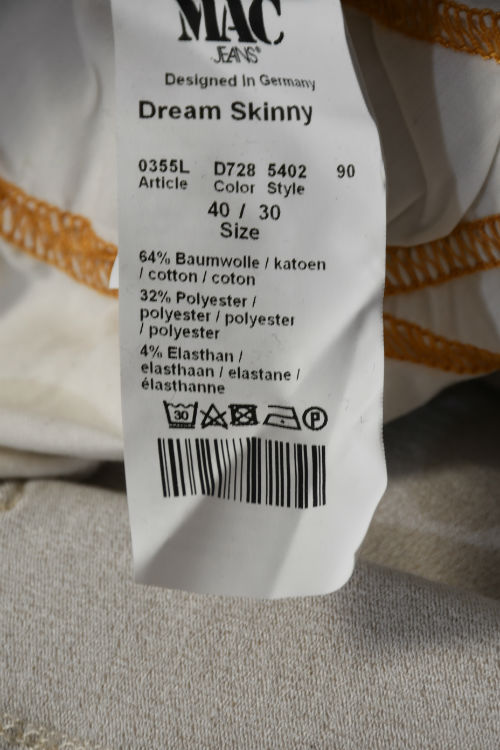 MAC
JEANS®
Designed In Germany
Dream Skinny
0355L D728 5402 90
Article Color Style
40 / 30
Size
64% Baumwolle / katoen
/ cotton / coton
32% Polyester /
polyester / polyester
/ polyester
4% Elasthan /
elasthaan / elastane /
élasthanne
30 P